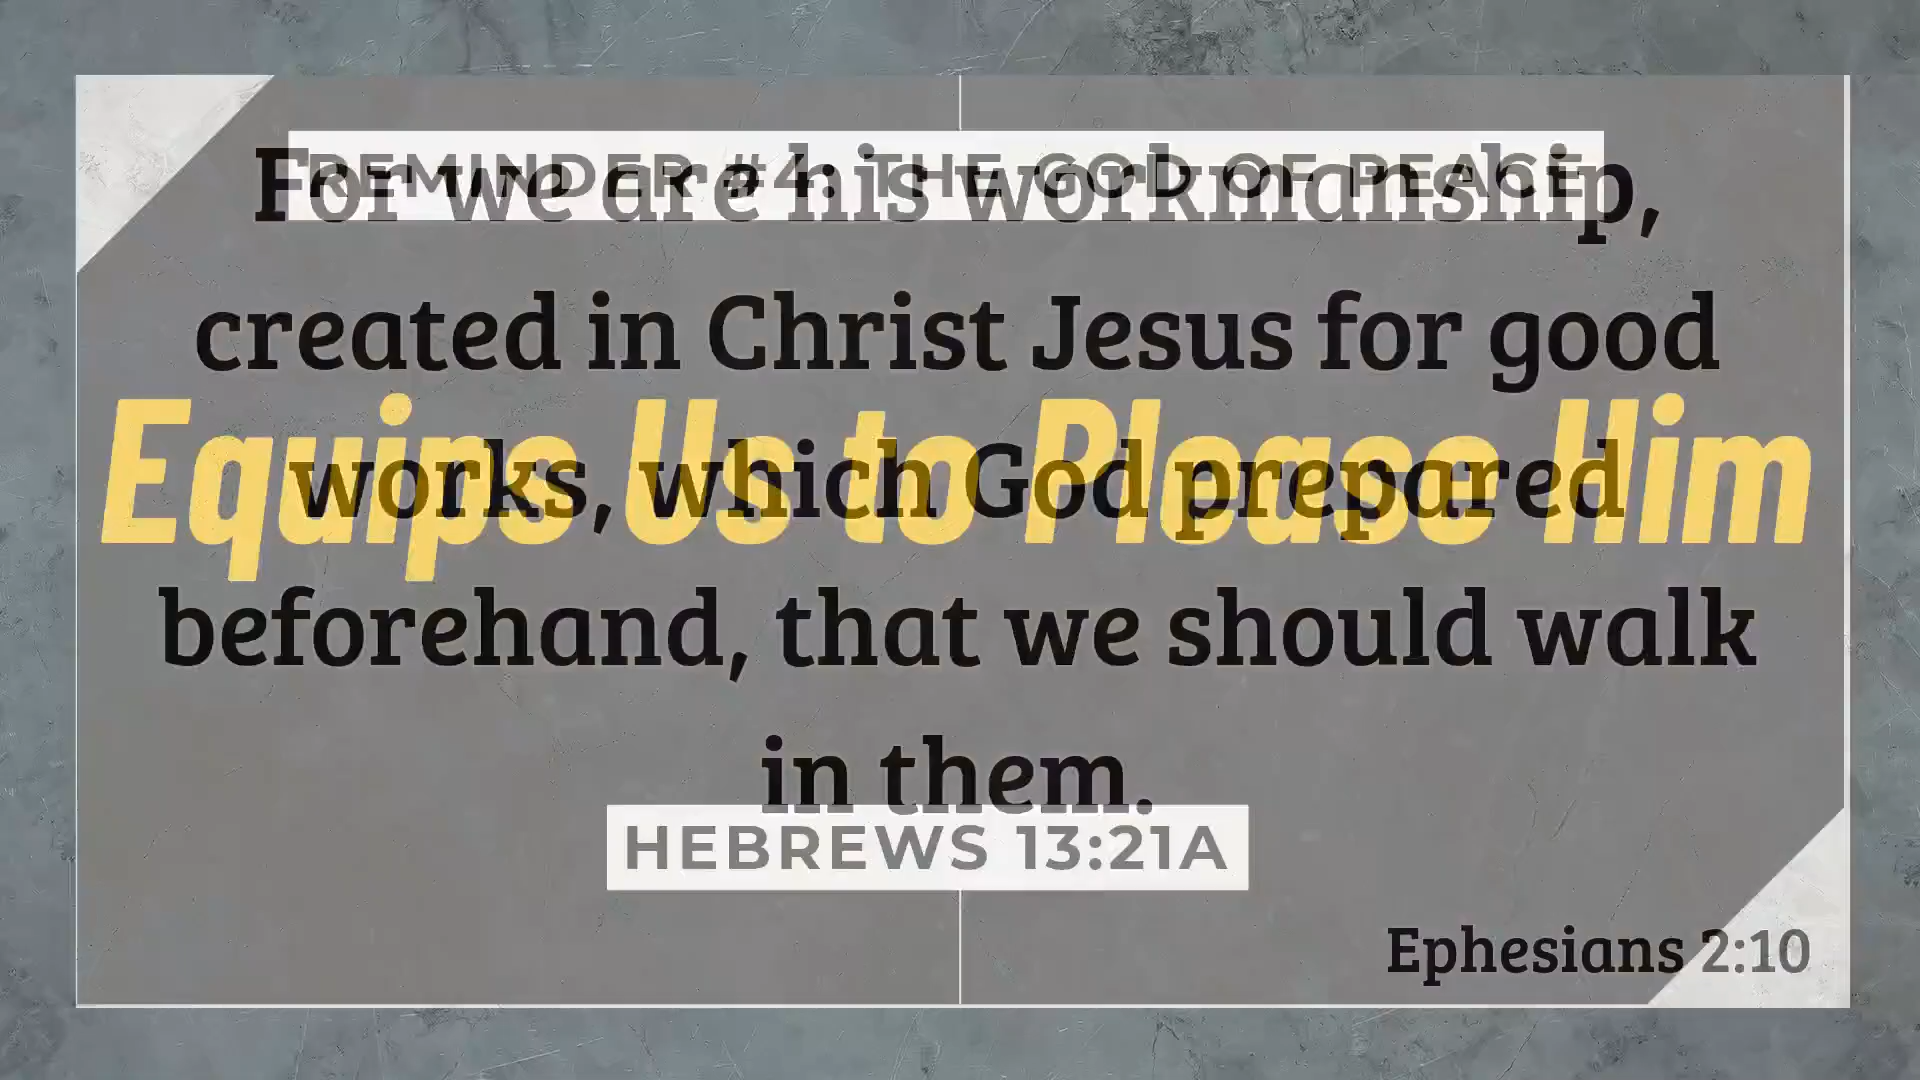 REMINDER #4: THE GOD OF PEACE
For we are his workmanship,
created in Christ Jesus for good
Equips Us to Please Him
works, which God prepared
beforehand, that we should walk
in them.
HEBREWS 13:21A
Ephesians 2:10